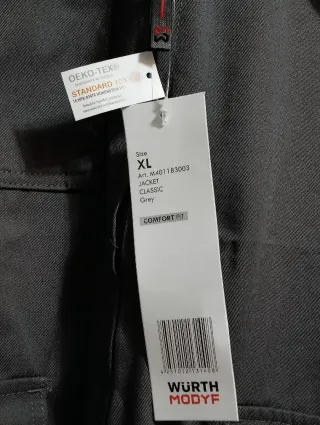 OEKO-TEX®
STANDARD 100
Size
XL
Art. M401183003
JACKET
CLASSIC
Grey
COMFORT FIT
WÜRTH
MODYF